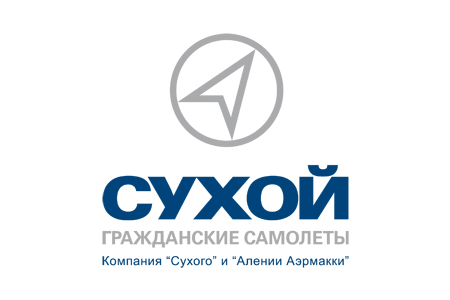 СУХОЙ
ГРАЖДАНСКИЕ САМОЛЕТЫ
Компания “Сухого” и “Алении Аэрмакки”